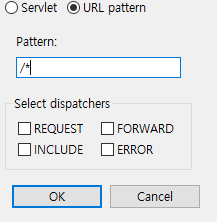 Servlet URL pattern
Pattern:
/*
Select dispatchers
REQUEST FORWARD
INCLUDE ERROR
OK Cancel